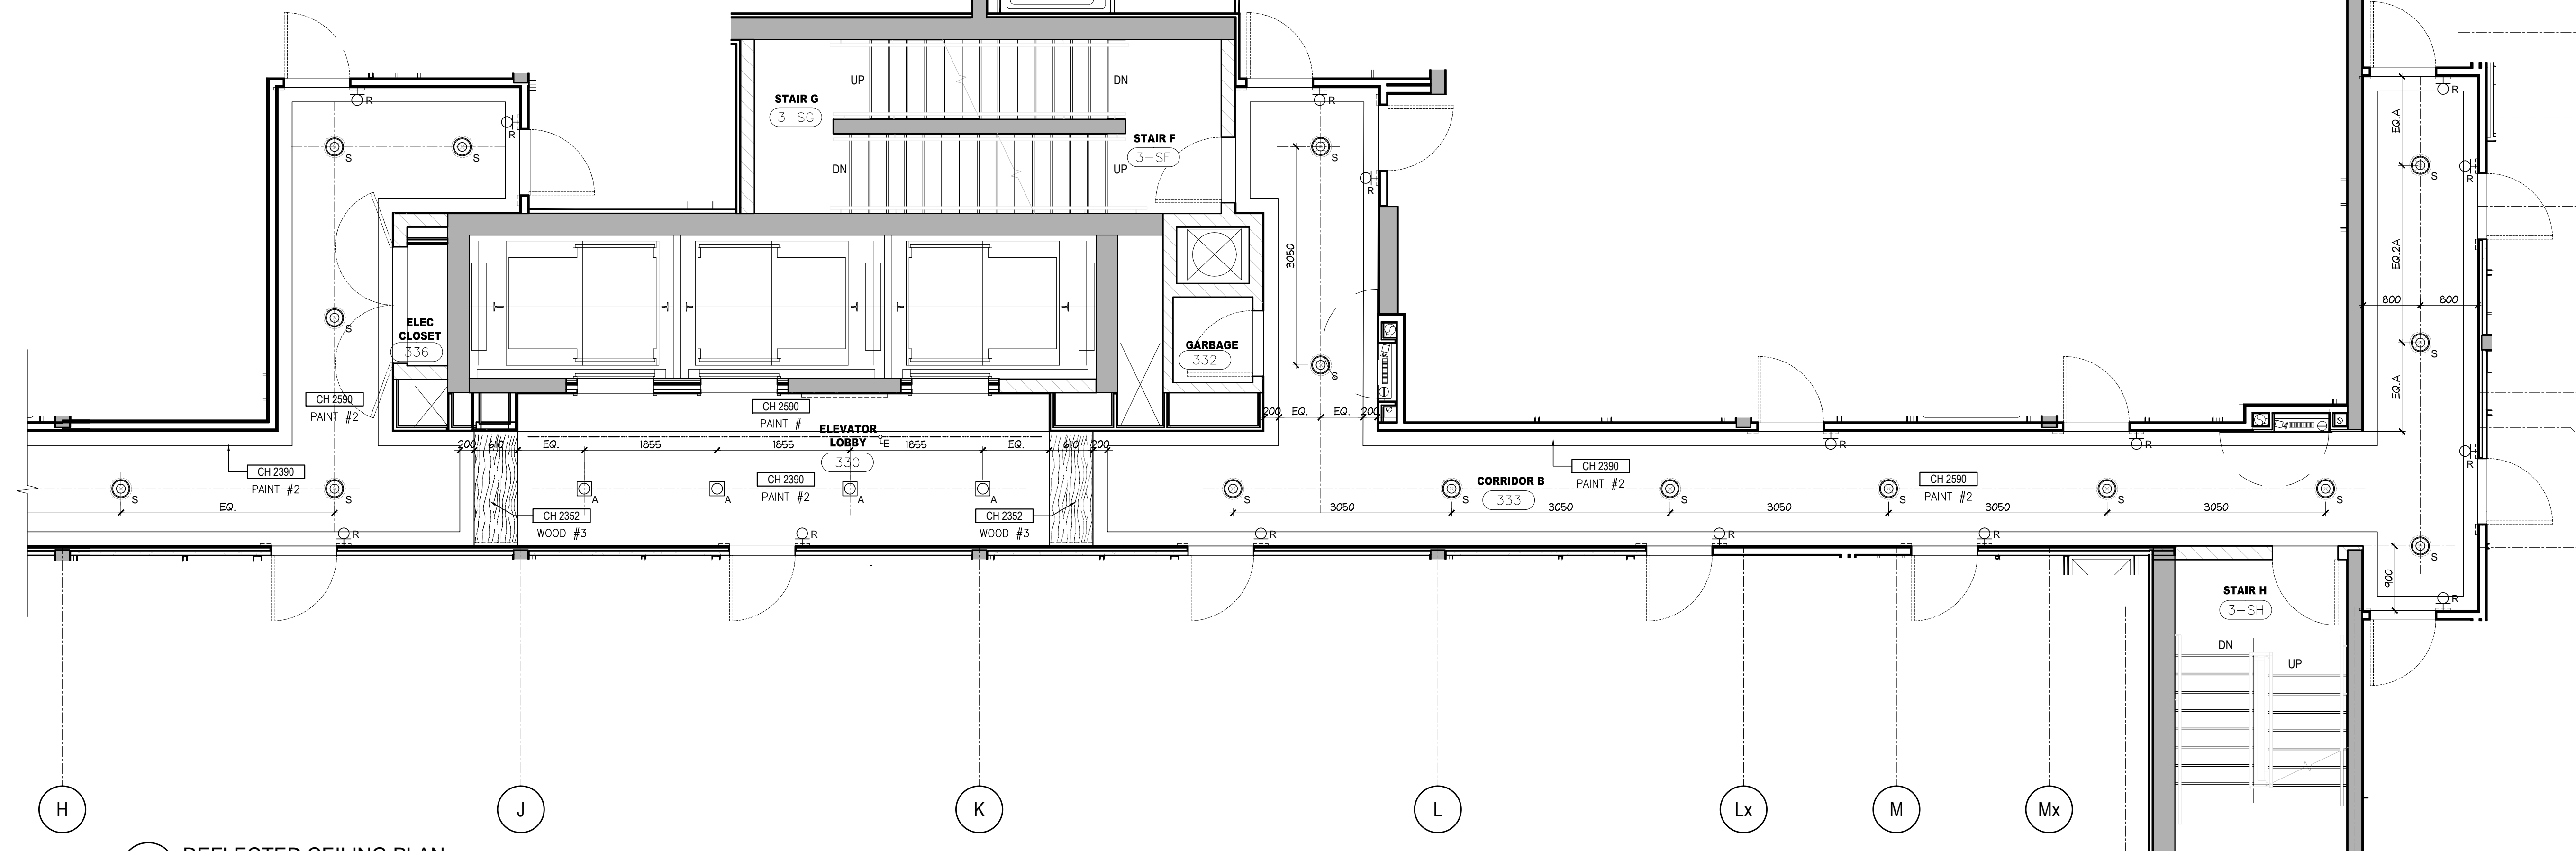 STAIR G
3-SG
UP
DN
DN
UP
STAIR F
3-SF
R
R
R
R
R
R
S
S
S
S
S
S
EQ.A
EQ.2A
EQ.A
800
800
3050
ELEC
CLOSET
336
GARBAGE
332
CH 2590
PAINT #2
CH 2590
PAINT #
ELEVATOR
LOBBY
330
E
200
610
EQ.
1855
1855
1855
EQ.
610
200
200
EQ.
EQ.
200
CH 2390
PAINT #2
CH 2390
PAINT #2
CH 2390
PAINT #2
CH 2590
PAINT #2
CORRIDOR B
333
S
S
A
A
A
A
S
S
S
S
S
S
EQ.
3050
3050
3050
3050
3050
CH 2352
WOOD #3
CH 2352
WOOD #3
R
R
R
R
R
R
R
R
S
900
R
STAIR H
3-SH
DN
UP
H
J
K
L
Lx
M
Mx
REFLECTED CEILING PLAN